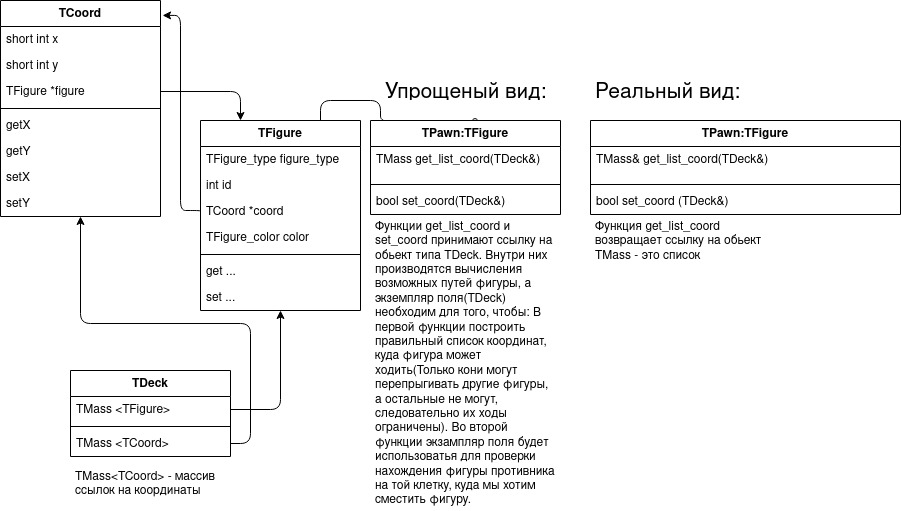 TCoord
short int x
short int y
TFigure *figure
getX
getY
setX
setY
TFigure
TFigure_type figure_type
int id
TCoord *coord
TFigure_color color
get ...
set ...
TDeck
TMass <TFigure>
TMass <TCoord>
TMass<TCoord> - массив
ссылок на координаты
Упрощеный вид:
TPawn:TFigure
TMass get_list_coord(TDeck&)
bool set_coord(TDeck&)
Функции get_list_coord и
set_coord принимают ссылку на
обьект типа TDeck. Внутри них
производятся вычисления
возможных путей фигуры, а
экземпляр поля(TDeck)
необходим для того, чтобы: В
первой функции построить
правильный список координат,
куда фигура может
ходить(Только кони могут
перепрыгивать другие фигуры,
а остальные не могут,
следовательно их ходы
ограничены). Во второй
функции экзампляр поля будет
использоватья для проверки
нахождения фигуры противника
на той клетку, куда мы хотим
сместить фигуру.
Реальный вид:
TPawn:TFigure
TMass& get_list_coord(TDeck&)
bool set_coord (TDeck&)
Функция get_list_coord
возвращает ссылку на обьект
TMass - это список